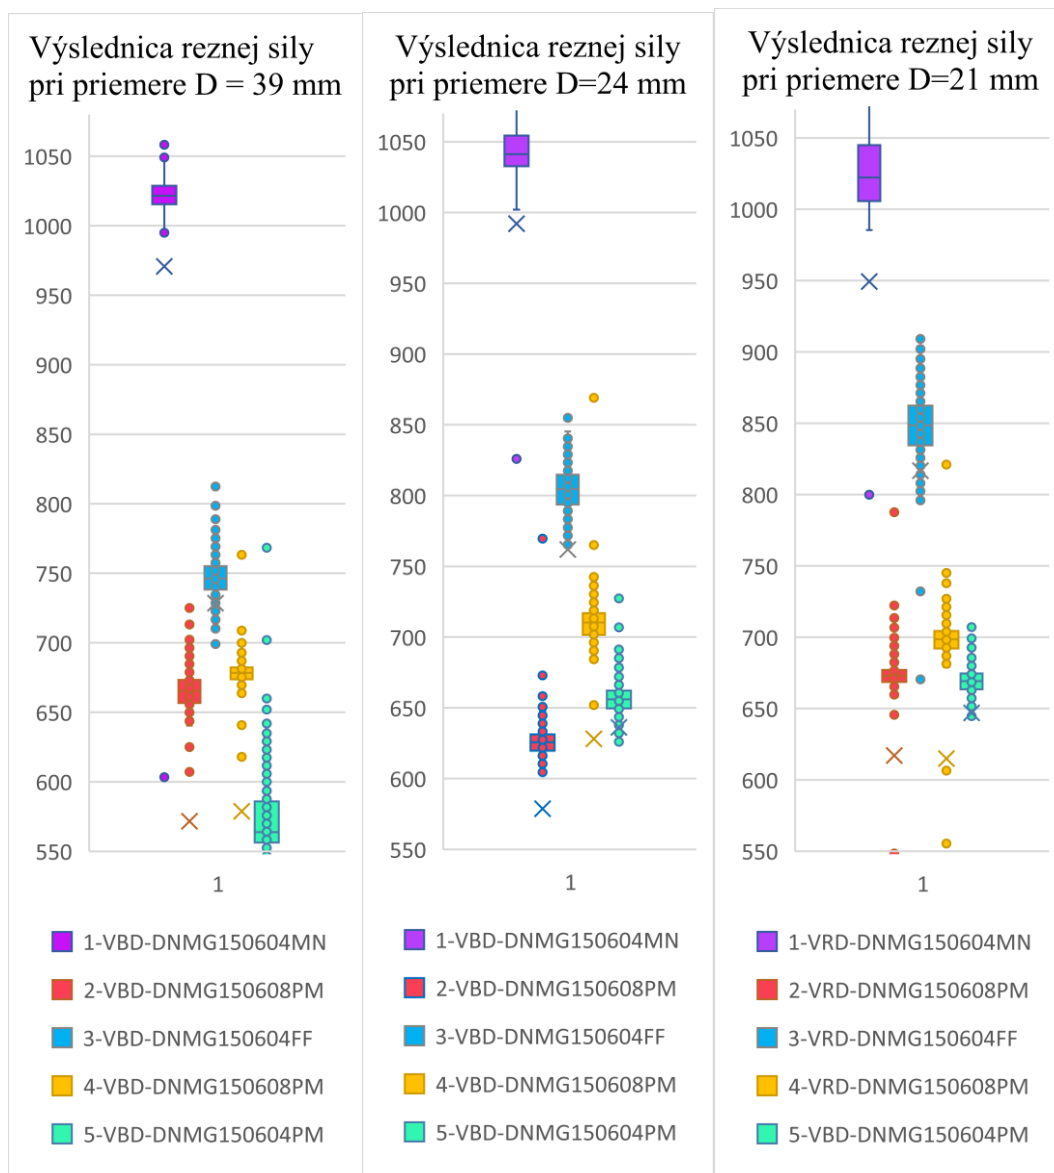 Výslednica reznej sily
pri priemere D = 39 mm
1050
1000
950
900
850
800
750
700
650
600
550
1
1-VBD-DNMG150604MN
2-VBD-DNMG150608PM
3-VBD-DNMG150604FF
4-VBD-DNMG150608PM
5-VBD-DNMG150604PM
Výslednica reznej sily
pri priemere D=24 mm
1050
1000
950
900
850
800
750
700
650
600
550
1
1-VBD-DNMG150604MN
2-VBD-DNMG150608PM
3-VBD-DNMG150604FF
4-VBD-DNMG150608PM
5-VBD-DNMG150604PM
Výslednica reznej sily
pri priemere D=21 mm
1050
1000
950
900
850
800
750
700
650
600
550
1
1-VRD-DNMG150604MN
2-VRD-DNMG150608PM
3-VRD-DNMG150604FF
4-VRD-DNMG150608PM
5-VBD-DNMG150604PM